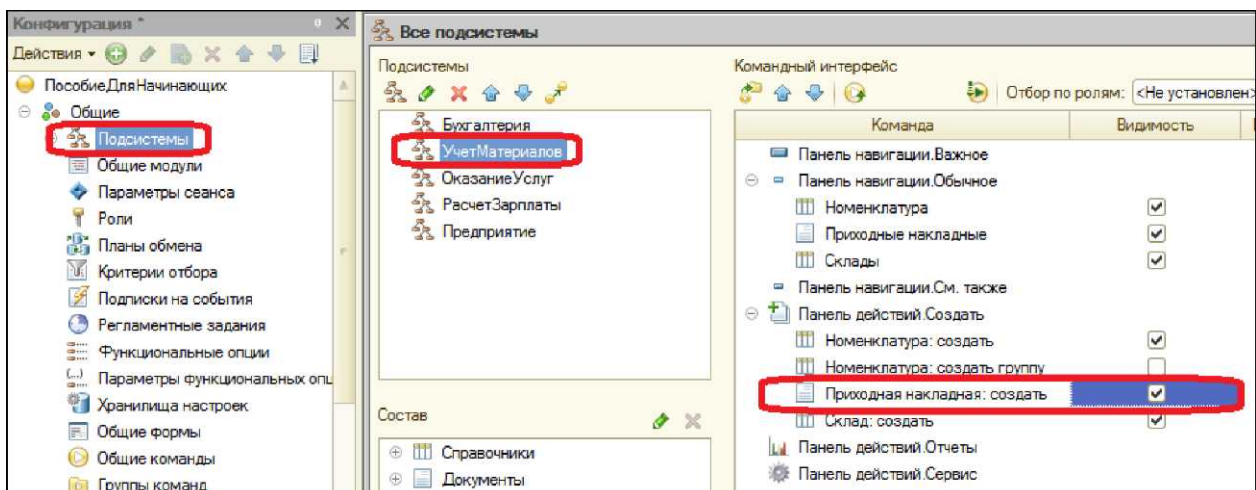 Конфигурация *
Действия
ПособиеДляНачинающих
Общие
Подсистемы
Общие модули
Параметры сеанса
Роли
Планы обмена
Критерии отбора
Подписки на события
Регламентные задания
Функциональные опции
Параметры функциональных опц
Хранилища настроек
Общие формы
Общие команды
Группы команд
Все подсистемы
Подсистемы
Бухгалтерия
УчетМатериалов
ОказаниеУслуг
РасчетЗарплаты
Предприятие
Состав
Справочники
Документы
Командный интерфейс
Отбор по ролям: <Не установлен>
Команда Видимость
Панель навигации.Важное
Панель навигации.Обычное
Номенклатура
Приходные накладные
Склады
Панель навигации.См. также
Панель действий.Создать
Номенклатура: создать
Номенклатура: создать группу
Приходная накладная: создать
Склад: создать
Панель действий.Отчеты
Панель действий.Сервис